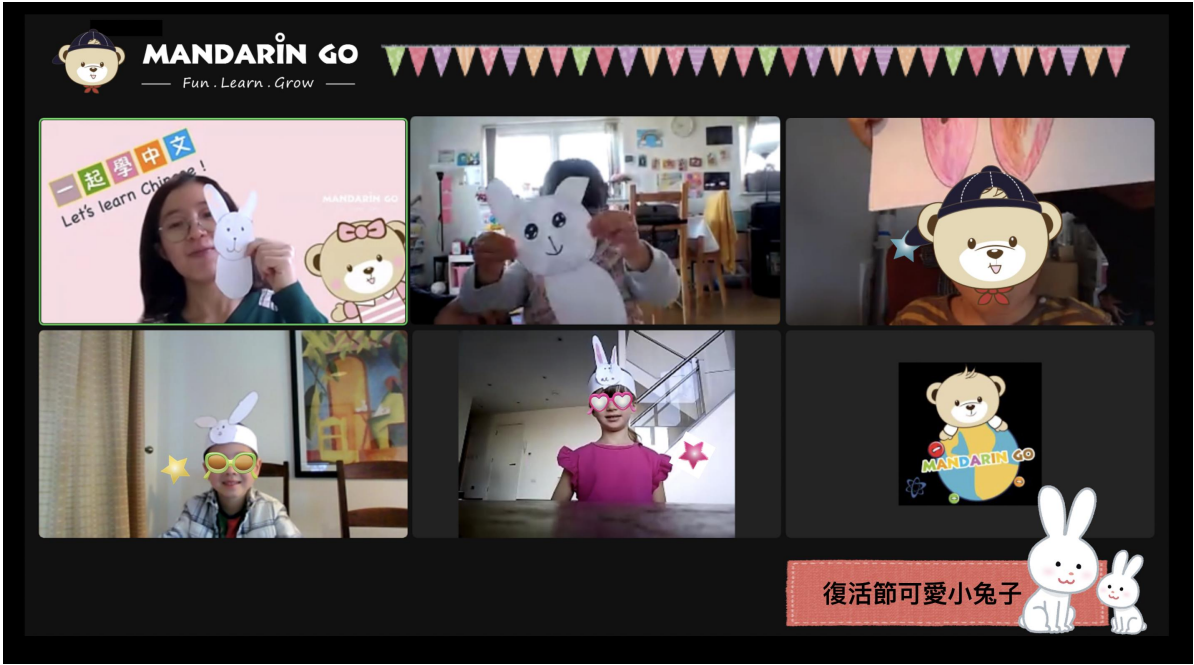 MANDARIN GO
Fun . Learn . Grow
一起學中文
Let's learn Chinese !
MANDARIN GO
MANDARIN GO
復活節可愛小兔子